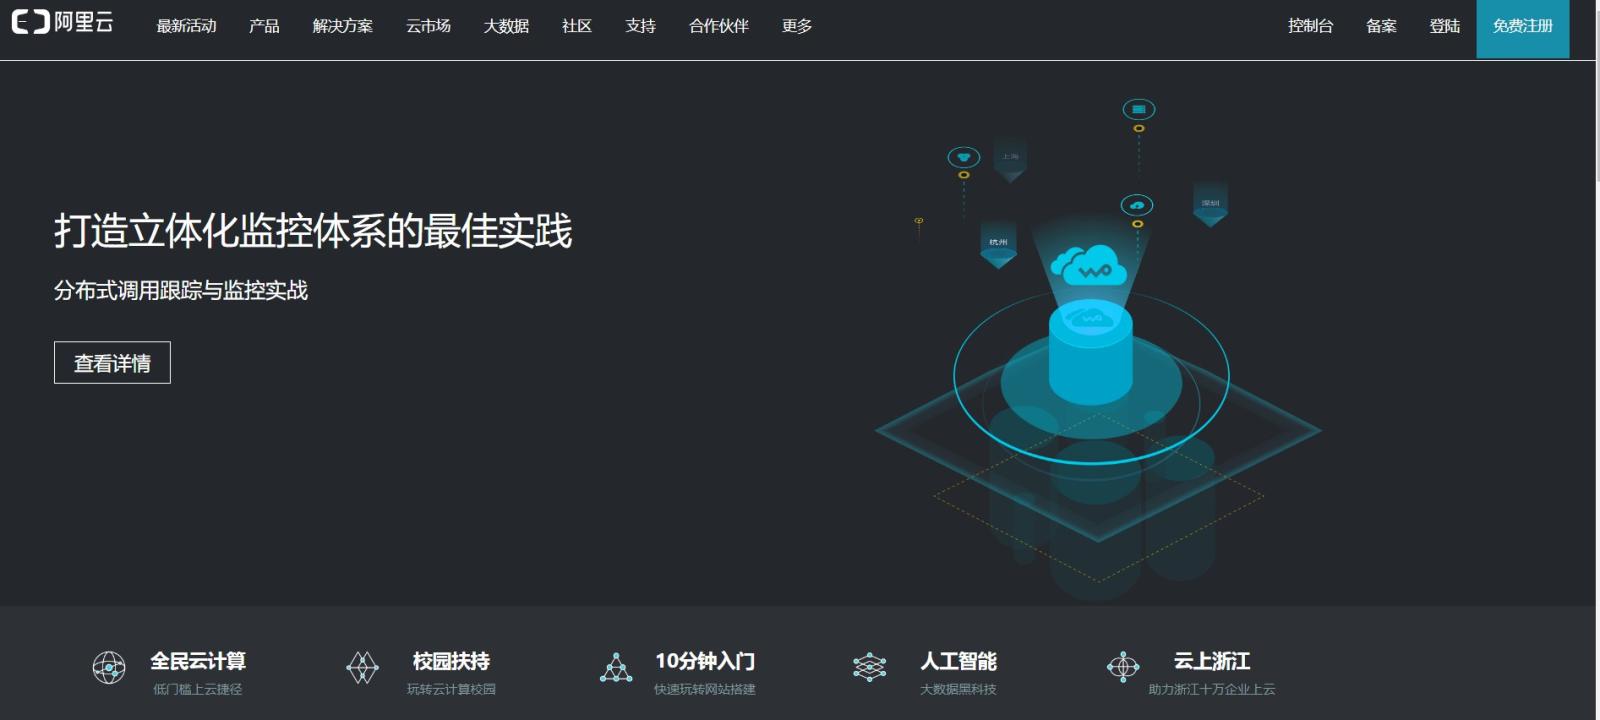 阿里云
最新活动 产品 解决方案 云市场 大数据 社区 支持 合作伙伴 更多 控制台 备案 登陆 免费注册
上海
深圳
杭州
打造立体化监控体系的最佳实践
分布式调用跟踪与监控实战
查看详情
全民云计算 校园扶持 10分钟入门 人工智能 云上浙江
低门槛上云捷径 玩转云计算校园 快速玩转网站搭建 大数据黑科技 助力浙江十万企业上云